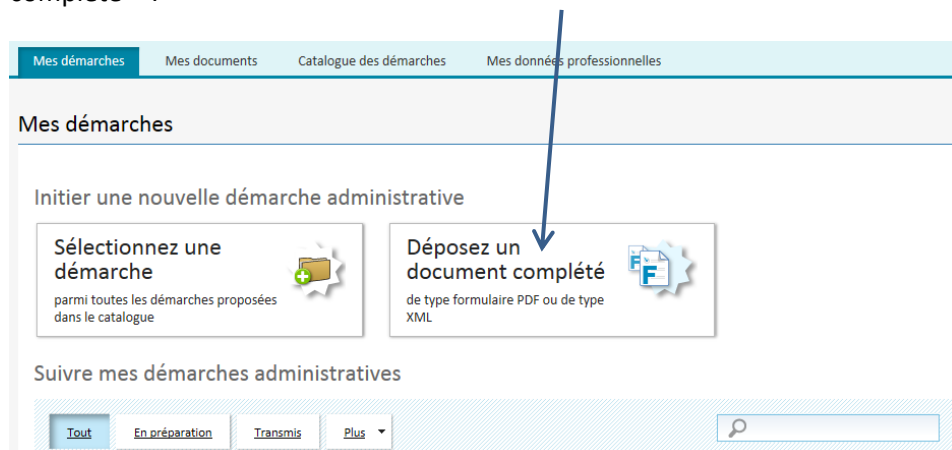 Mes démarches Mes documents Catalogue des démarches Mes données professionnelles
Mes démarches
Initier une nouvelle démarche administrative
Sélectionnez une
démarche
parmi toutes les démarches proposées
dans le catalogue
Déposez un
document complété
de type formulaire PDF ou de type
XML
Suivre mes démarches administratives
Tout En préparation Transmis Plus